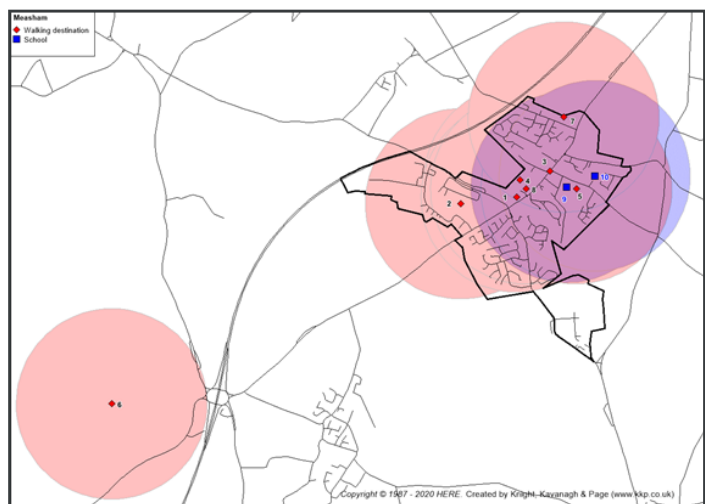 Measham
Walking destination
School
7
3
10
4
8
5
1
9
2
6
Copyright © 1987 - 2020 HERE. Created by Knight, Kavanagh & Page (www.kkp.co.uk)